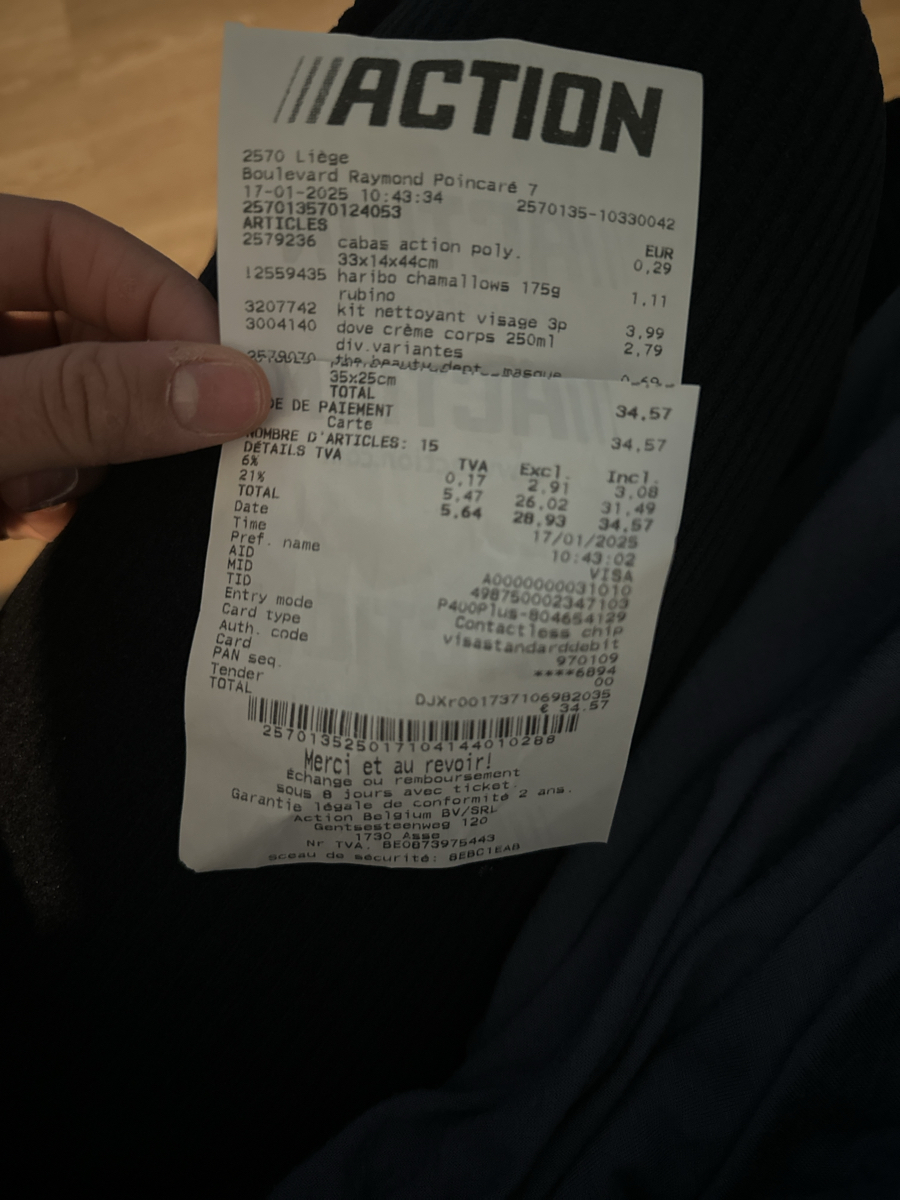 ///ACTION
2570 Liège
Boulevard Raymond Poincaré 7
17-01-2025 10:43:34 2570135-10330042
257013570124053
ARTICLES EUR
2579236 cabas action poly. 0,29
33x14x44cm
12559435 haribo chamallows 175g 1,11
rubino
3207742 kit nettoyant visage 3p 3,99
3004140 dove crème corps 250ml 2,79
div.variantes
the beauty dept. masque 0,69
35x25cm
TOTAL 34,57
DE DE PAIEMENT
Carte 34,57
NOMBRE D'ARTICLES: 15
DÉTAILS TVA TVA Excl. Incl.
6% 0,17 2,91 3,08
21% 5,47 26,02 31,49
TOTAL 5,64 28,93 34,57
Date 17/01/2025
Time 10:43:02
Pref. name VISA
AID A0000000031010
MID 498750002347103
TID P400Plus-804654129
Entry mode Contactless chip
Card type visastandarddebit
Auth. code 970109
Card ****6894
PAN seq. 00
Tender DJXr001737106982035
TOTAL € 34.57
257013525017104144010288
Merci et au revoir!
Échange ou remboursement
sous 8 jours avec ticket.
Garantie légale de conformité 2 ans.
Action Belgium BV/SRL
Gentsesteenweg 120
1730 Asse
Nr TVA. BE0873975443
sceau de sécurité: BEBC1EAB